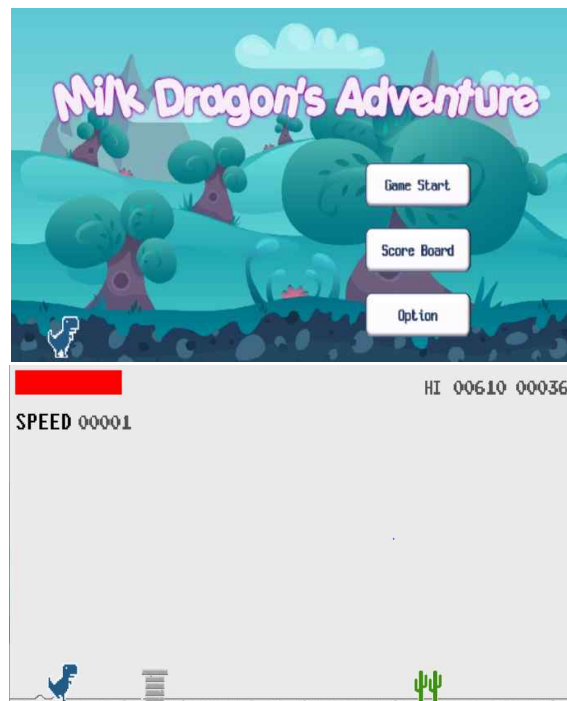 Milk Dragon's Adventure
Game Start
Score Board
Option
HI 00610 00036
SPEED 00001